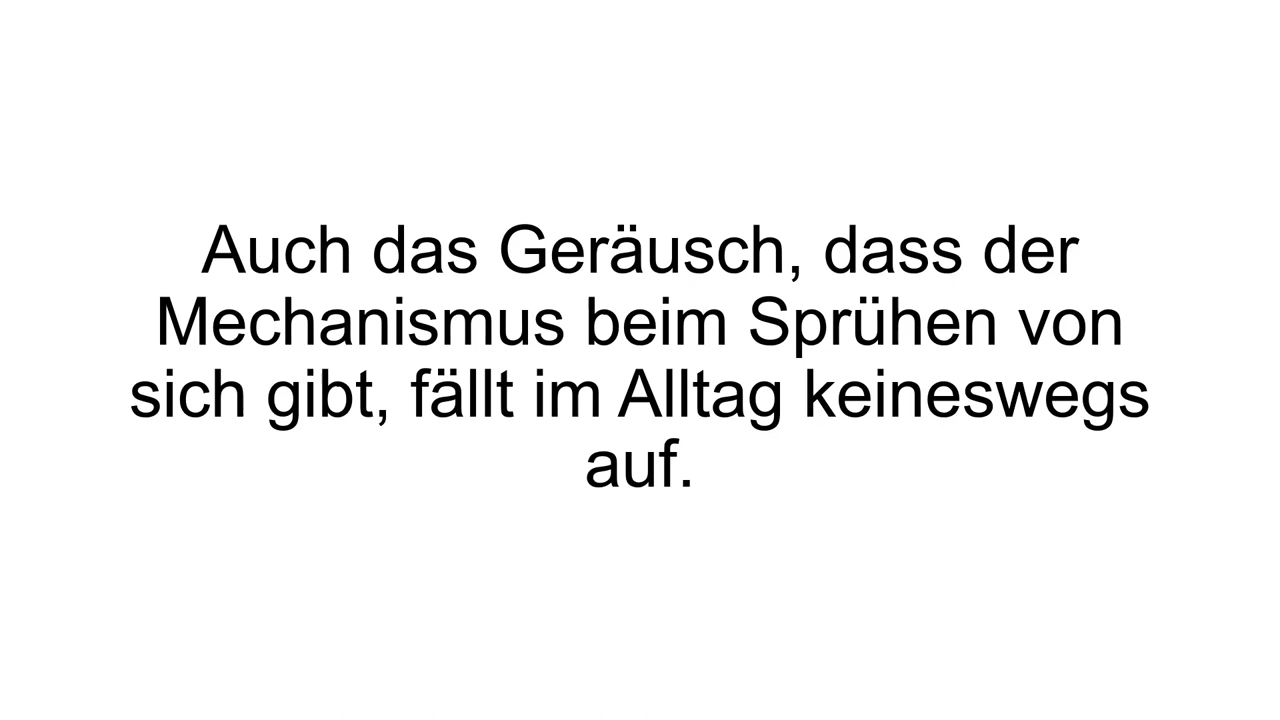 Auch das Geräusch, dass der
Mechanismus beim Sprühen von
sich gibt, fällt im Alltag keineswegs
auf.